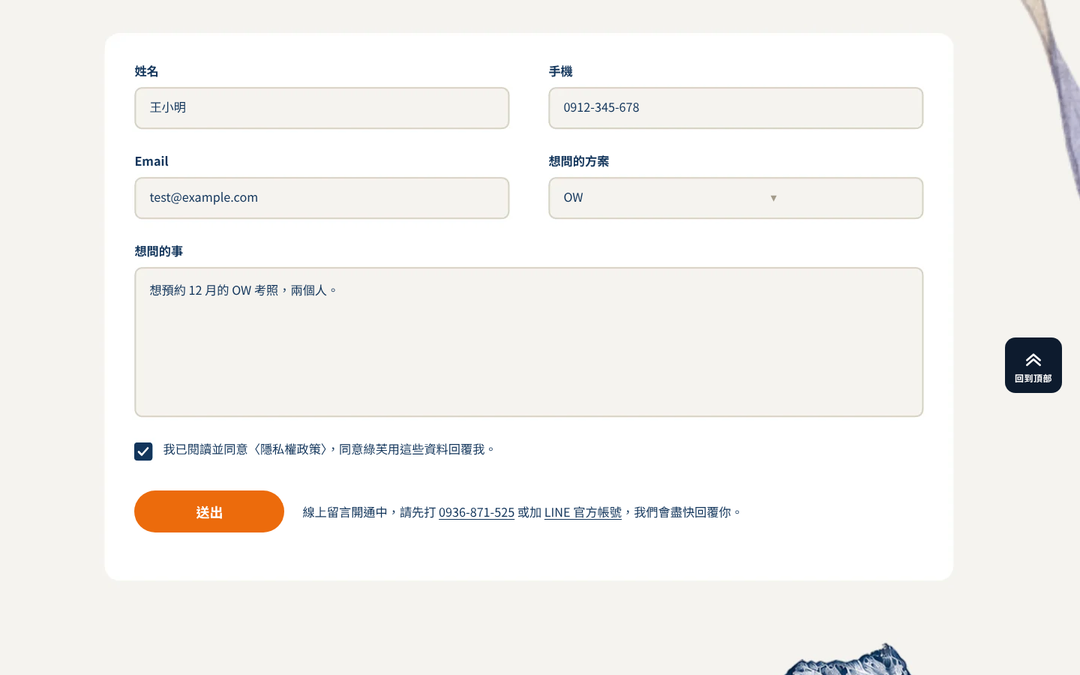 姓名
王小明
手機
0912-345-678
Email
test@example.com
想問的方案
OW
想問的事
想預約 12 月的 OW 考照，兩個人。
我已閱讀並同意〈隱私權政策〉，同意綠芙用這些資料回覆我。
送出
線上留言開通中，請先打 0936-871-525 或加 LINE 官方帳號，我們會盡快回覆你。
回到頂部